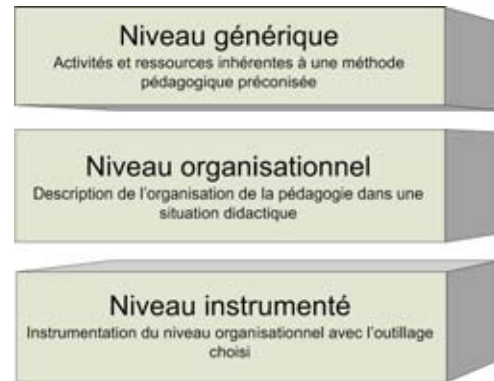 Niveau générique
Activités et ressources inhérentes à une méthode
pédagogique préconisée
Niveau organisationnel
Description de l'organisation de la pédagogie dans une
situation didactique
Niveau instrumenté
Instrumentation du niveau organisationnel avec l'outillage
choisi